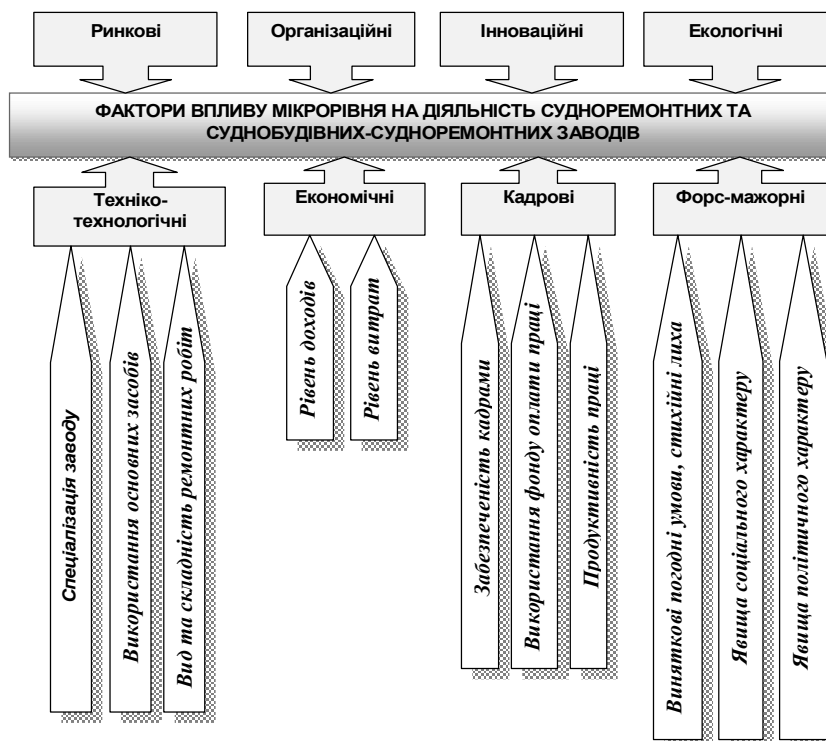 Ринкові
Організаційні
Інноваційні
Екологічні
ФАКТОРИ ВПЛИВУ МІКРОРІВНЯ НА ДІЯЛЬНІСТЬ СУДНОРЕМОНТНИХ ТА
СУДНОБУДІВНИХ-СУДНОРЕМОНТНИХ ЗАВОДІВ
Техніко-
технологічні
Економічні
Кадрові
Форс-мажорні
Спеціалізація заводу
Використання основних засобів
Вид та складність ремонтних робіт
Рівень доходів
Рівень витрат
Забезпеченість кадрами
Використання фонду оплати праці
Продуктивність праці
Виняткові погодні умови, стихійні лиха
Явища соціального характеру
Явища політичного характеру